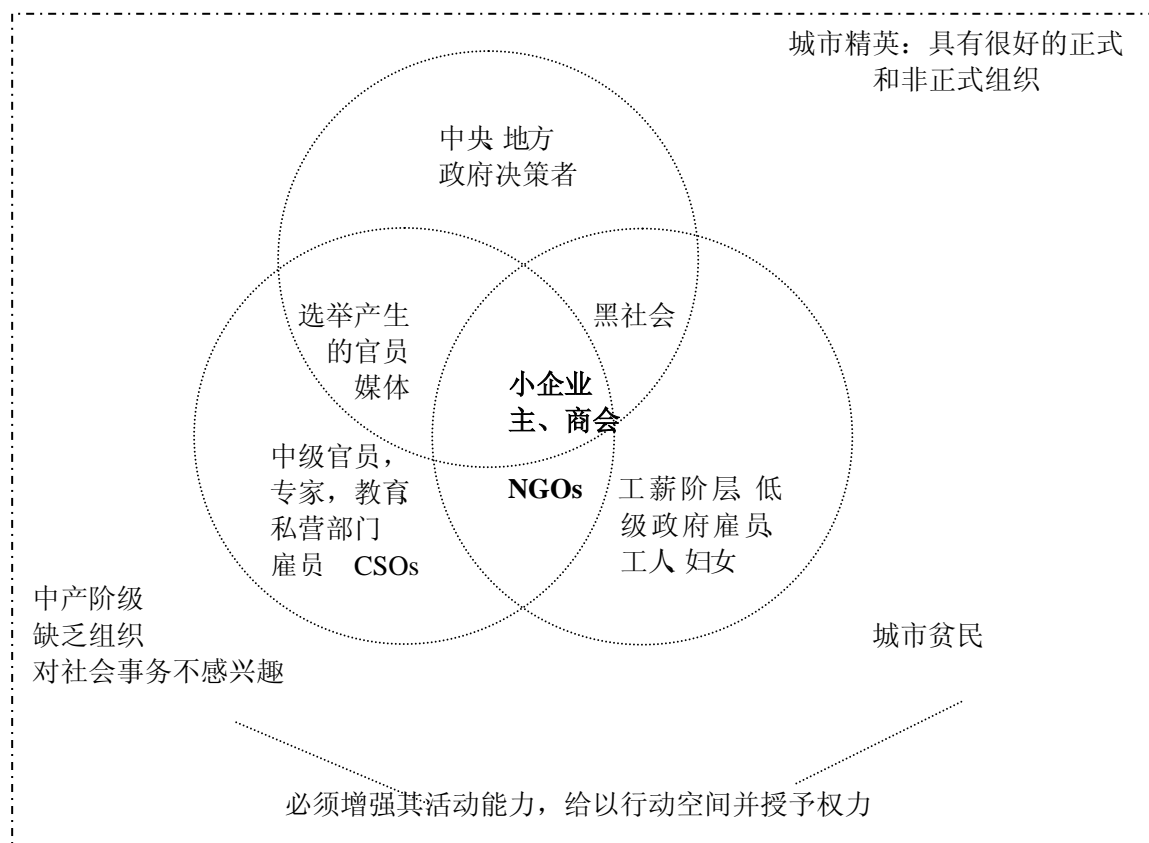 城市精英：具有很好的正式
和非正式组织
中央、地方
政府决策者
选举产生
的官员
媒体
黑社会
小企业
主、商会
中级官员，
专家，教育、
私营部门
雇员 CSOs
NGOs
工薪阶层、低
级政府雇员、
工人、妇女
中产阶级
缺乏组织
对社会事务不感兴趣
城市贫民
必须增强其活动能力，给以行动空间并授予权力